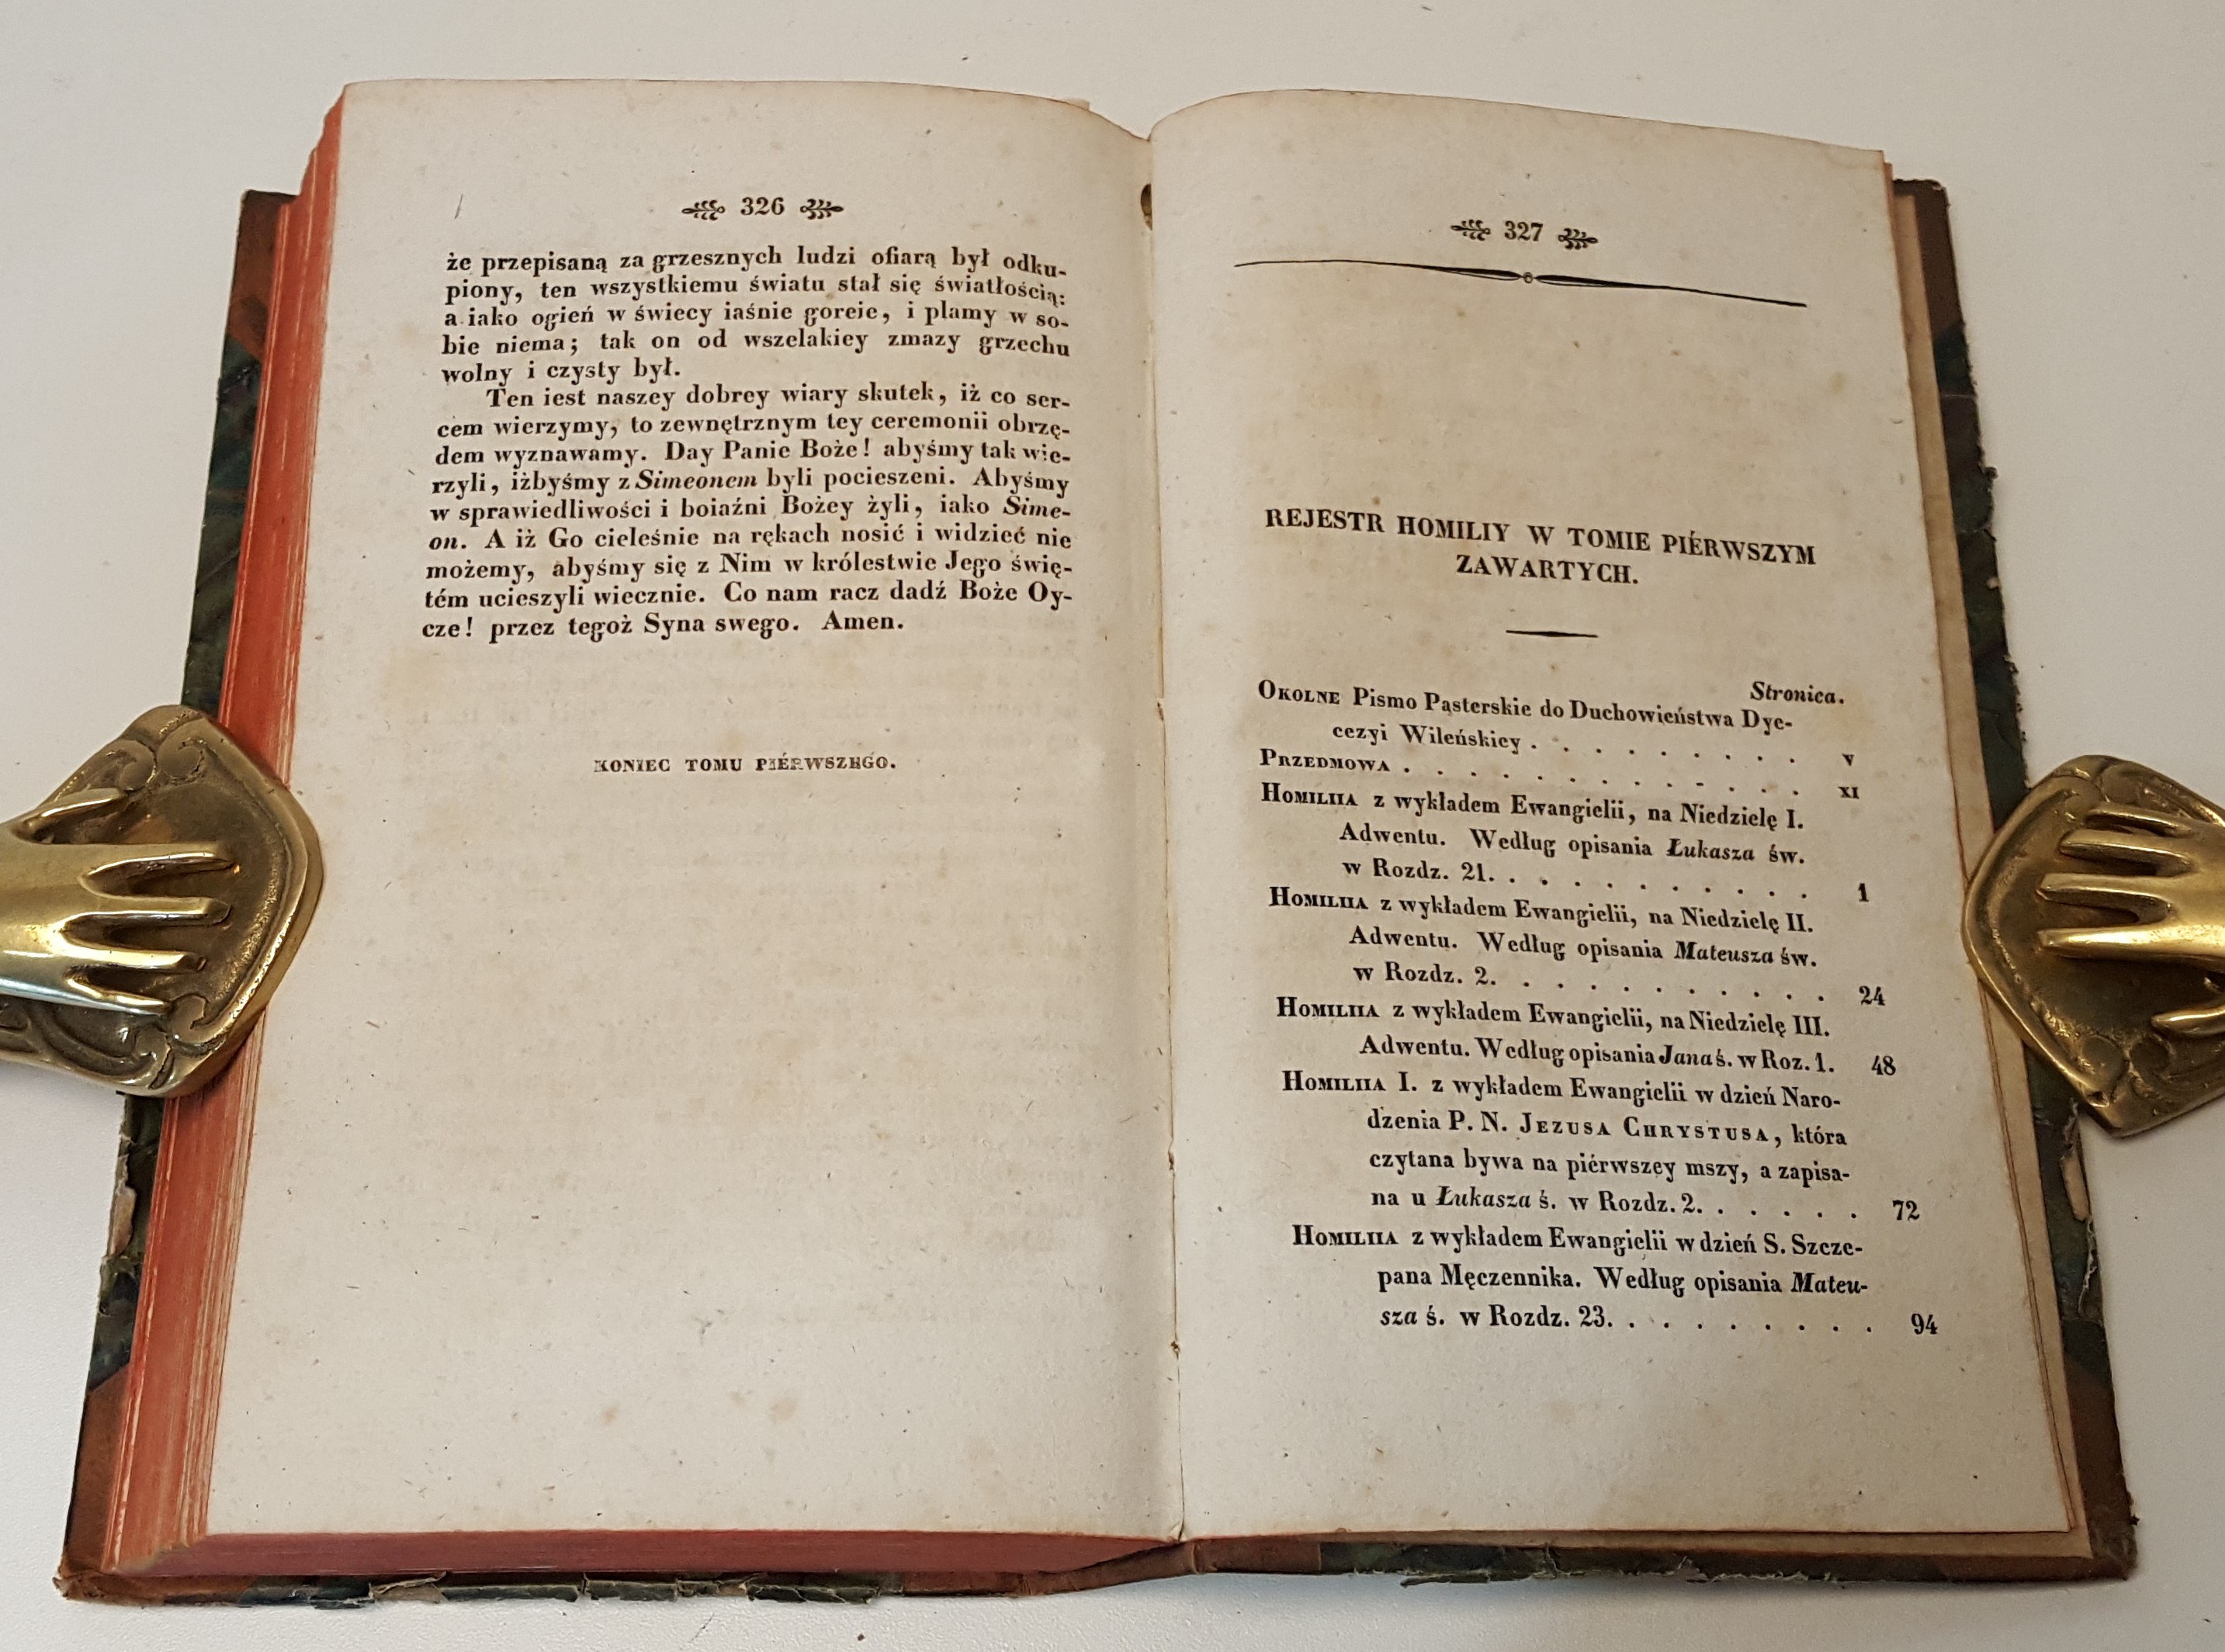 326
że przepisaną za grzesznych ludzi ofiarą był odku-
piony, ten wszystkiemu światu stał się światłością:
a iako ogień w świecy iaśnie goreie, i plamy w so-
bie niema; tak on od wszelakiey zmazy grzechu
wolny i czysty był.
Ten iest naszey dobrey wiary skutek, iż co ser-
cem wierzymy, to zewnętrznym tey ceremonii obrzę-
dem wyznawamy. Day Panie Boże! abyśmy tak wie-
rzyli, iżbyśmy z Simeonem byli pocieszeni. Abyśmy
w sprawiedliwości i boiaźni Bożey żyli, iako Sime-
on. A iż Go cieleśnie na rękach nosić i widzieć nie
możemy, abyśmy się z Nim w królestwie Jego świę-
tém ucieszyli wiecznie. Co nam racz dadź Boże Oy-
cze! przez tegoż Syna swego. Amen.
KONIEC TOMU PIÉRWSZEGO.
327
REJESTR HOMILIY W TOMIE PIÉRWSZYM
ZAWARTYCH.
Stronica.
OKOLNE Pismo Pasterskie do Duchowieństwa Dye-
cezyi Wileńskiey . . . . . . . . . v
PRZEDMOWA . . . . . . . . . . . . xi
HOMILIIA z wykładem Ewangielii, na Niedzielę I.
Adwentu. Według opisania Łukasza św.
w Rozdz. 21. . . . . . . . . . . 1
HOMILIIA z wykładem Ewangielii, na Niedzielę II.
Adwentu. Według opisania Mateusza św.
w Rozdz. 2. . . . . . . . . . . 24
HOMILIIA z wykładem Ewangielii, na Niedzielę III.
Adwentu. Według opisania Jana ś. w Roz. 1. 48
HOMILIIA I. z wykładem Ewangielii w dzień Naro-
dzenia P. N. JEZUSA CHRYSTUSA, która
czytana bywa na piérwszey mszy, a zapisa-
na u Łukasza ś. w Rozdz. 2. . . . . . 72
HOMILIIA z wykładem Ewangielii w dzień S. Szcze-
pana Męczennika. Według opisania Mateu-
sza ś. w Rozdz. 23. . . . . . . . . 94